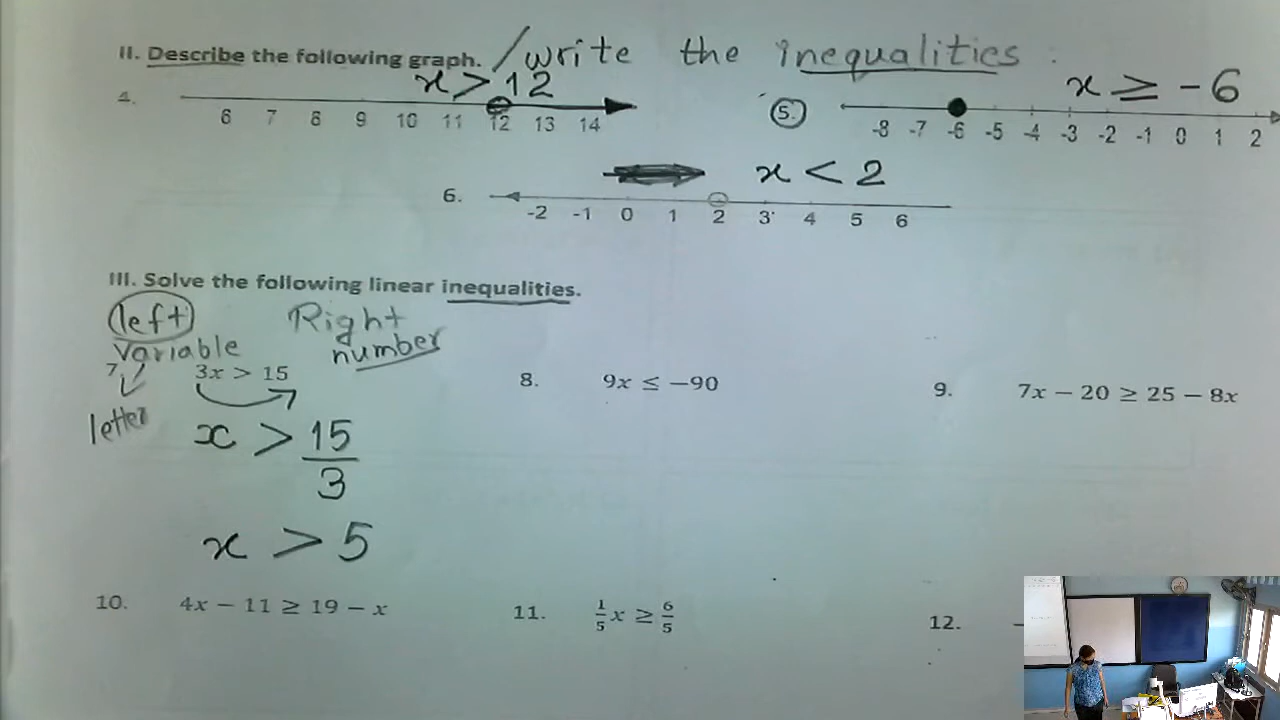 II. Describe the following graph. / write the inequalities.
4. x > 12
6 7 8 9 10 11 12 13 14
5. x ≥ -6
-8 -7 -6 -5 -4 -3 -2 -1 0 1 2
6. x < 2
-2 -1 0 1 2 3 4 5 6
III. Solve the following linear inequalities.
left Right
variable number
letter
7 3x > 15
x > 15/3
x > 5
8. 9x ≤ −90
9. 7x − 20 ≥ 25 − 8x
10. 4x − 11 ≥ 19 − x
11. 1/5 x ≥ 6/5
12. −